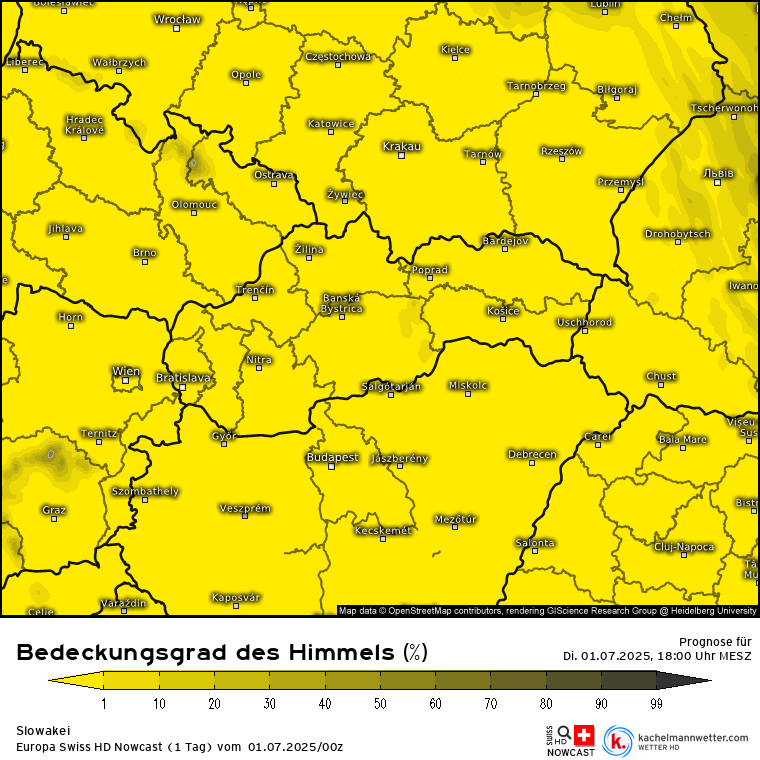 Bolesławiec
Wrocław
Lublin
Chełm
Liberec
Wałbrzych
Opole
Częstochowa
Kielce
Tarnobrzeg
Biłgoraj
Tscherwonoh
Hradec
Králové
Katowice
Krakau
Tarnów
Rzeszów
Ostrava
Przemyśl
Львів
Olomouc
Żywiec
Jihlava
Brno
Žilina
Bardejov
Drohobytsch
Poprad
Trenčín
Banská
Bystrica
Iwano
Horn
Košice
Uschhorod
Wien
Bratislava
Nitra
Salgótarján
Miskolc
Chust
Ternitz
Győr
Carei
Baia Mare
Vișeu
Sus
Budapest
Jászberény
Debrecen
Szombathely
Graz
Veszprém
Kecskemét
Mezőtúr
Salonta
Bistr
Cluj-Napoca
Tâ
Mu
Celje
Varaždin
Kaposvár
Map data © OpenStreetMap contributors, rendering GIScience Research Group @ Heidelberg University
Bedeckungsgrad des Himmels (%)
Prognose für
Di. 01.07.2025, 18:00 Uhr MESZ
1 10 20 30 40 50 60 70 80 90 99
Slowakei
Europa Swiss HD Nowcast (1 Tag) vom 01.07.2025/00z
SWISS
HD
NOWCAST
k.
kachelmannwetter.com
WETTER HD